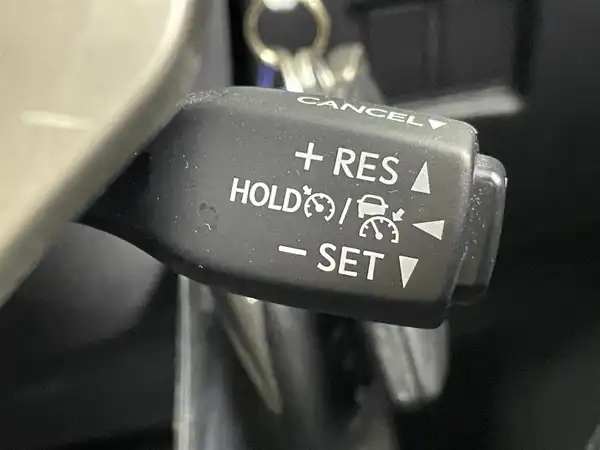 CANCEL▼
+ RES ▲
HOLD / ◀
− SET ▼